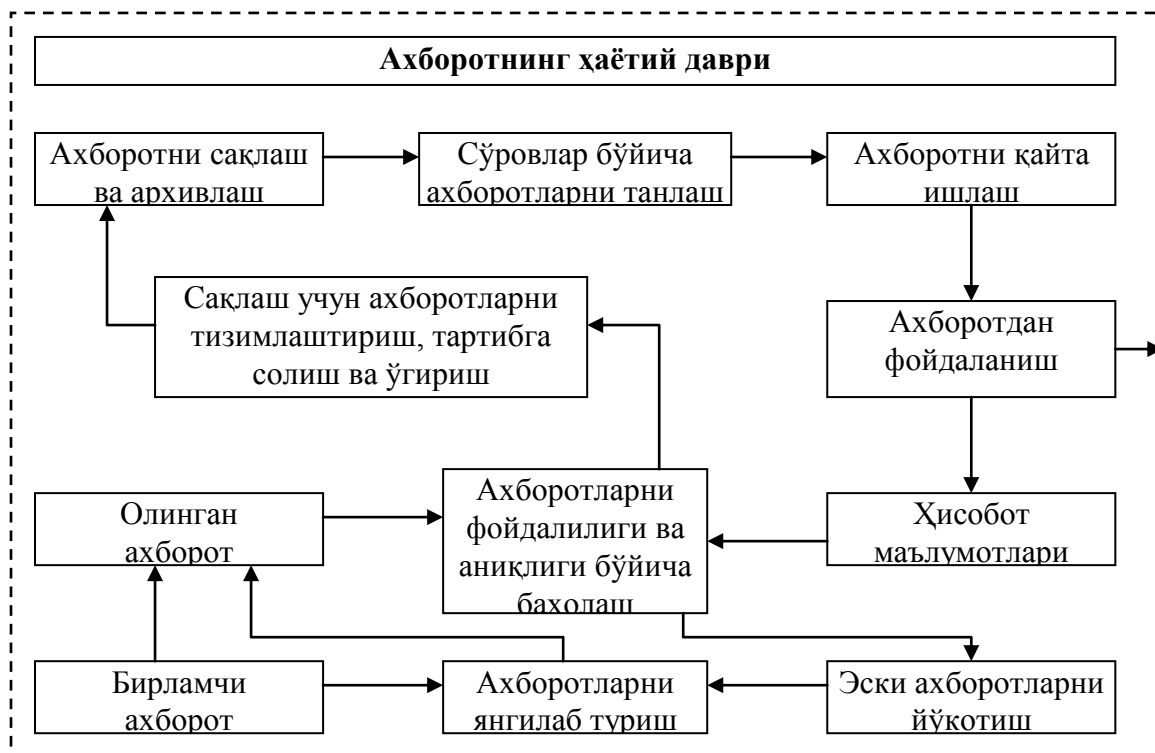 Ахборотнинг ҳаётий даври
Ахборотни сақлаш
ва архивлаш
Сўровлар бўйича
ахборотларни танлаш
Ахборотни қайта
ишлаш
Сақлаш учун ахборотларни
тизимлаштириш, тартибга
солиш ва ўгириш
Ахборотдан
фойдаланиш
Олинган
ахборот
Ахборотларни
фойдалилиги ва
аниқлиги бўйича
баҳолаш
Ҳисобот
маълумотлари
Бирламчи
ахборот
Ахборотларни
янгилаб туриш
Эски ахборотларни
йўкотиш